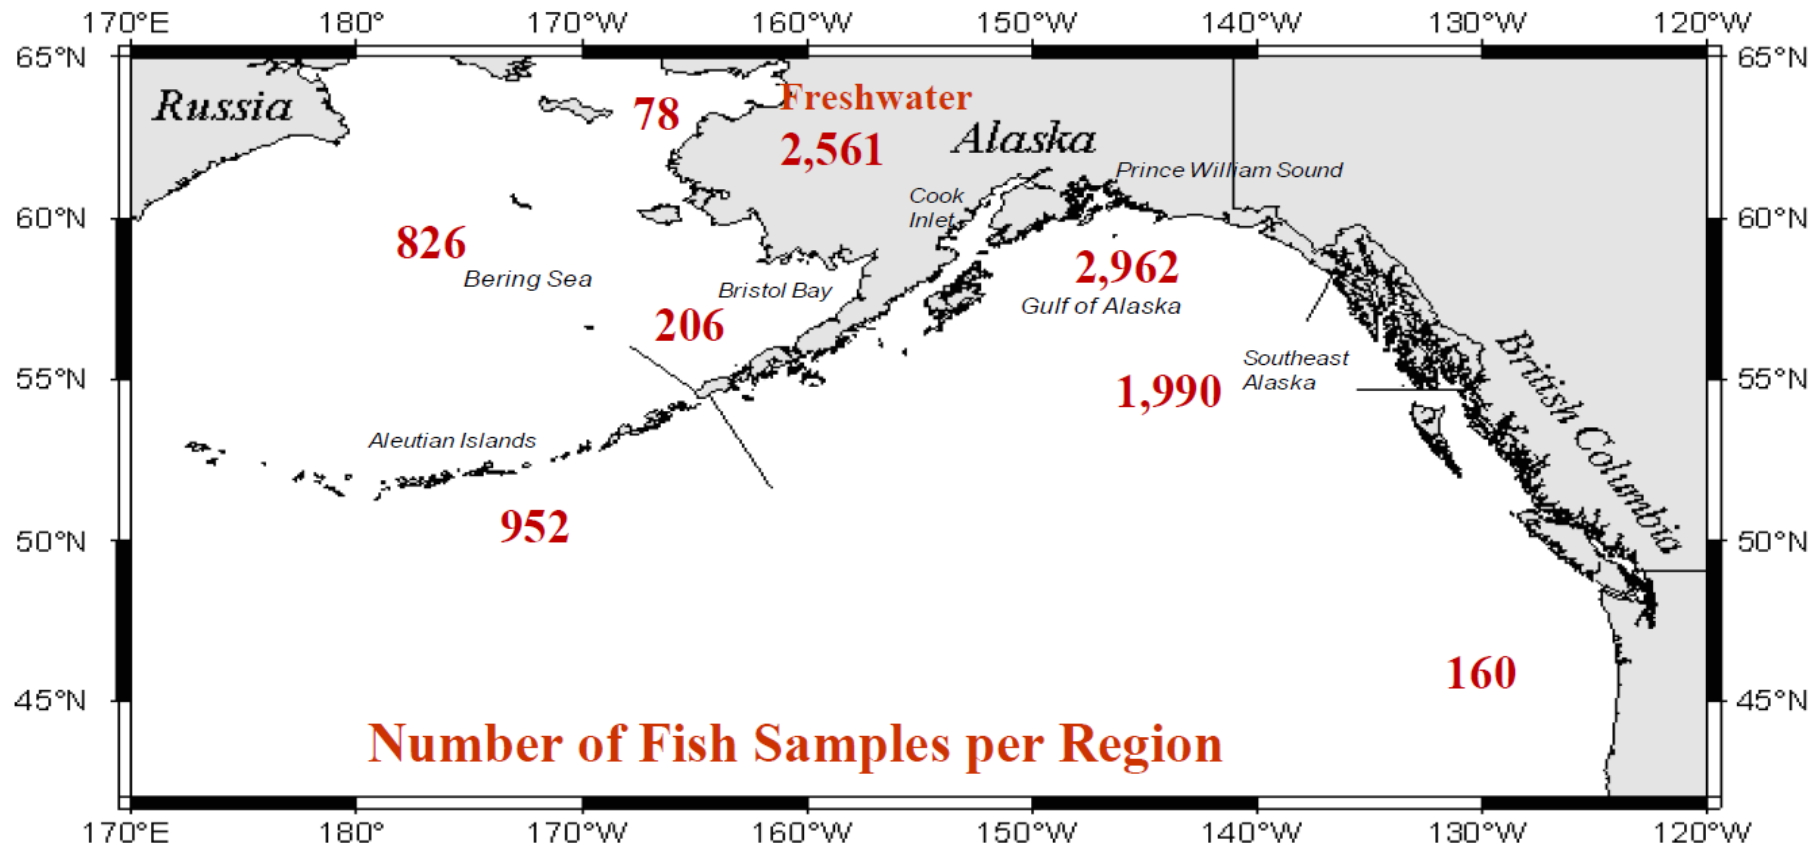 170°E 180° 170°W 160°W 150°W 140°W 130°W 120°W
65°N 65°N
Russia
78
Freshwater
2,561
Alaska
Prince William Sound
Cook
Inlet
60°N 60°N
826
Bering Sea
2,962
Bristol Bay
Gulf of Alaska
206
Southeast
Alaska
British Columbia
55°N 55°N
1,990
Aleutian Islands
952
50°N 50°N
160
45°N 45°N
Number of Fish Samples per Region
170°E 180° 170°W 160°W 150°W 140°W 130°W 120°W